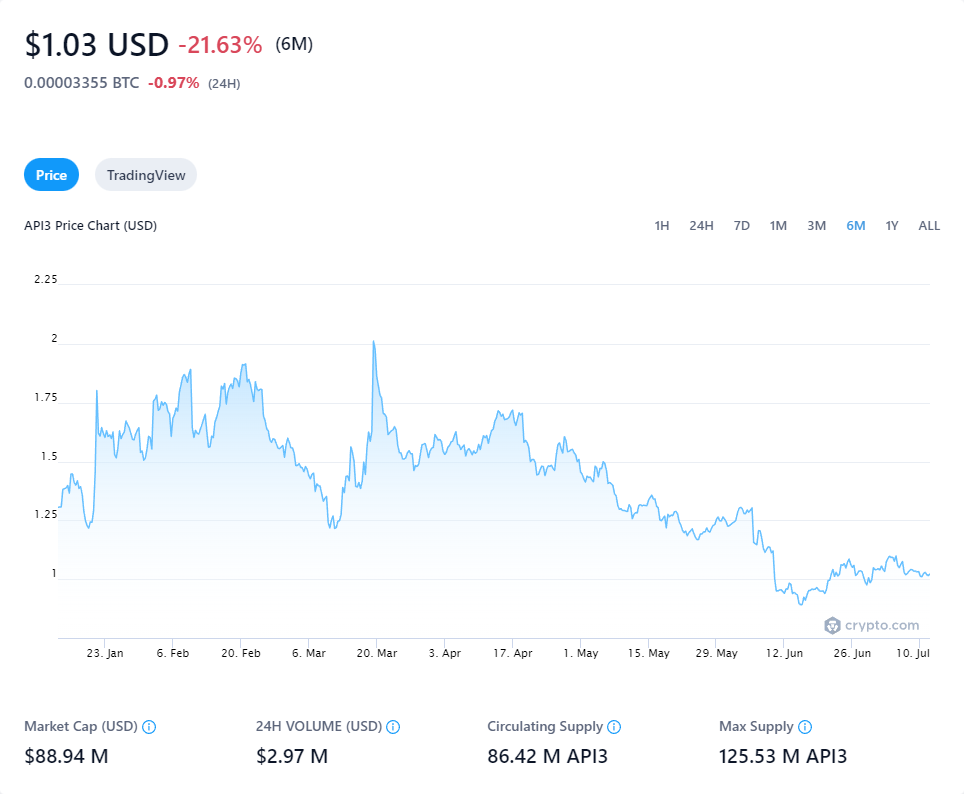 $1.03 USD -21.63% (6M)
0.00003355 BTC -0.97% (24H)
Price TradingView
API3 Price Chart (USD) 1H 24H 7D 1M 3M 6M 1Y ALL
2.25
2
1.75
1.5
1.25
1
crypto.com
23. Jan 6. Feb 20. Feb 6. Mar 20. Mar 3. Apr 17. Apr 1. May 15. May 29. May 12. Jun 26. Jun 10. Jul
Market Cap (USD) 24H VOLUME (USD) Circulating Supply Max Supply
$88.94 M $2.97 M 86.42 M API3 125.53 M API3